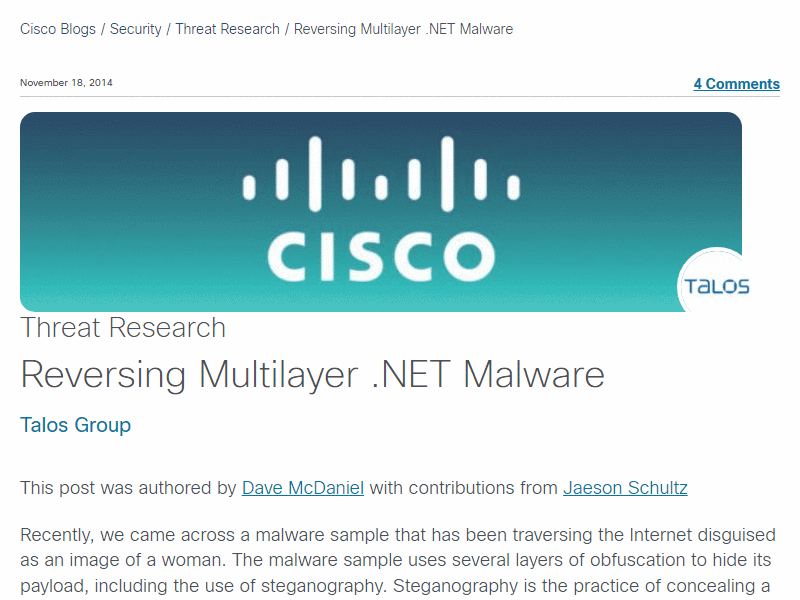 Cisco Blogs / Security / Threat Research / Reversing Multilayer .NET Malware
November 18, 2014
4 Comments
CISCO
TALOS
Threat Research
Reversing Multilayer .NET Malware
Talos Group
This post was authored by Dave McDaniel with contributions from Jaeson Schultz
Recently, we came across a malware sample that has been traversing the Internet disguised
as an image of a woman. The malware sample uses several layers of obfuscation to hide its
payload, including the use of steganography. Steganography is the practice of concealing a